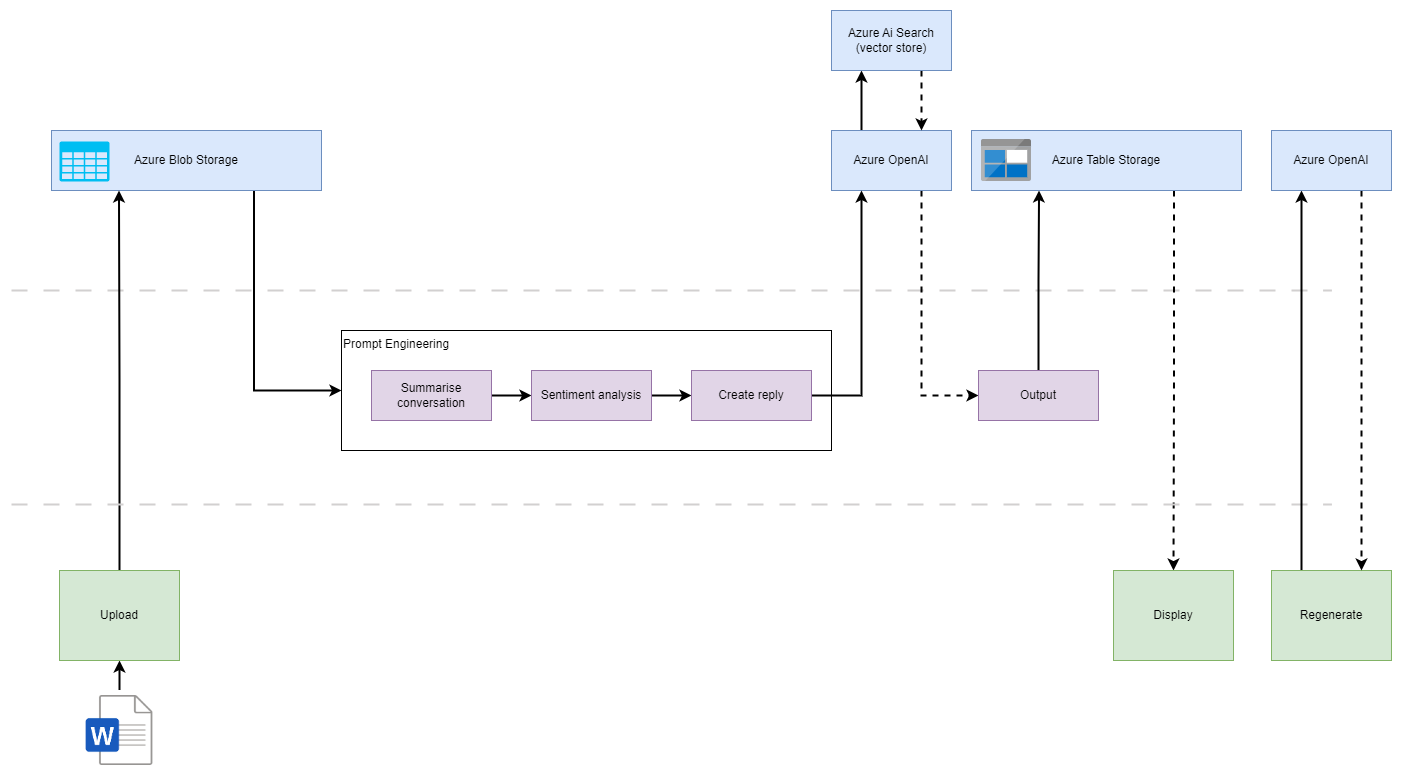 Azure Ai Search
(vector store)
Azure Blob Storage
Azure OpenAI
Azure Table Storage
Azure OpenAI
Prompt Engineering
Summarise
conversation
Sentiment analysis
Create reply
Output
Upload
Display
Regenerate
W